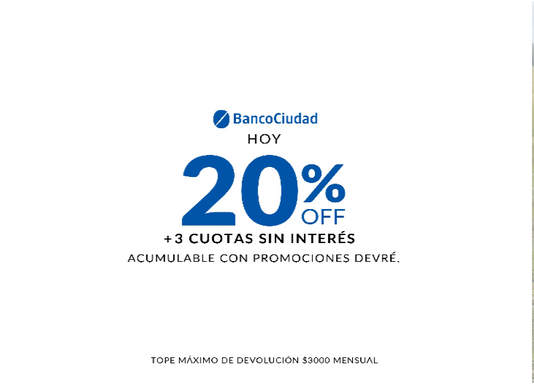 BancoCiudad
HOY
20% OFF
+3 CUOTAS SIN INTERÉS
ACUMULABLE CON PROMOCIONES DEVRÉ.
TOPE MÁXIMO DE DEVOLUCIÓN $3000 MENSUAL